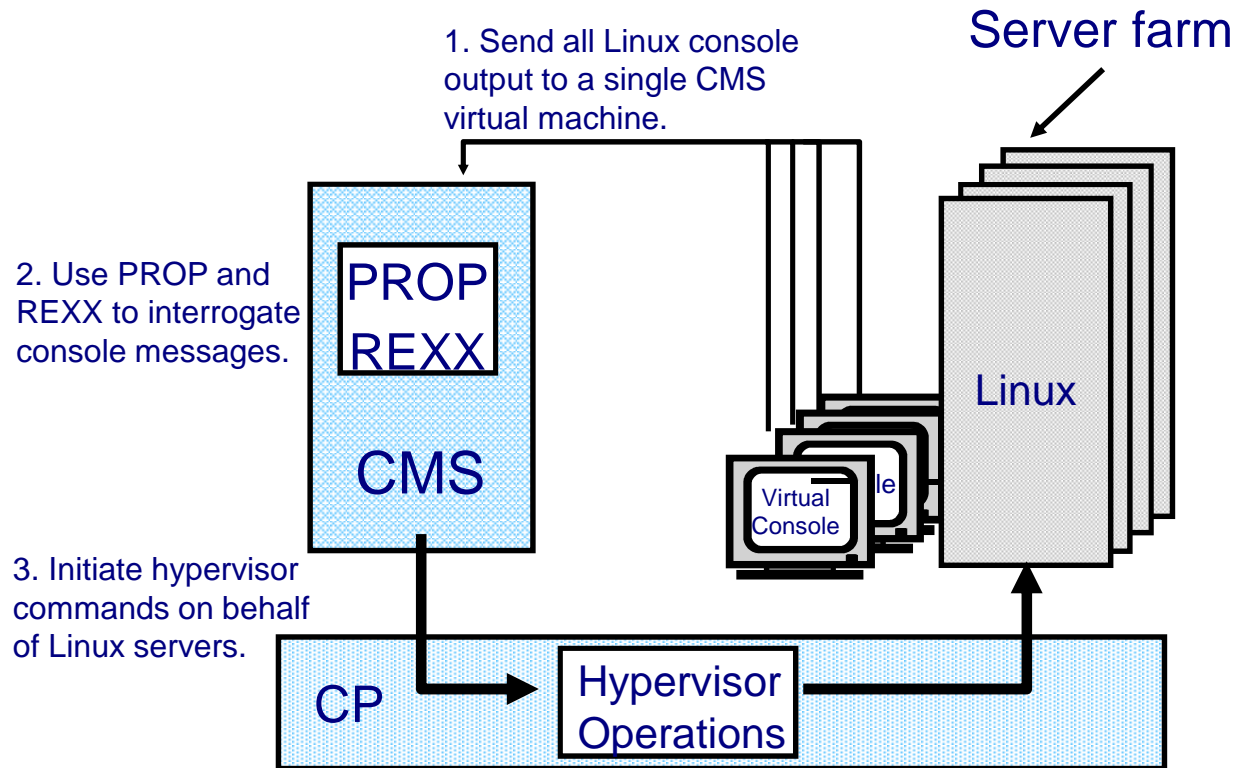 Server farm
1. Send all Linux console
output to a single CMS
virtual machine.
2. Use PROP and
REXX to interrogate
console messages.
PROP
REXX
CMS
Linux
le
Virtual
Console
3. Initiate hypervisor
commands on behalf
of Linux servers.
CP
Hypervisor
Operations